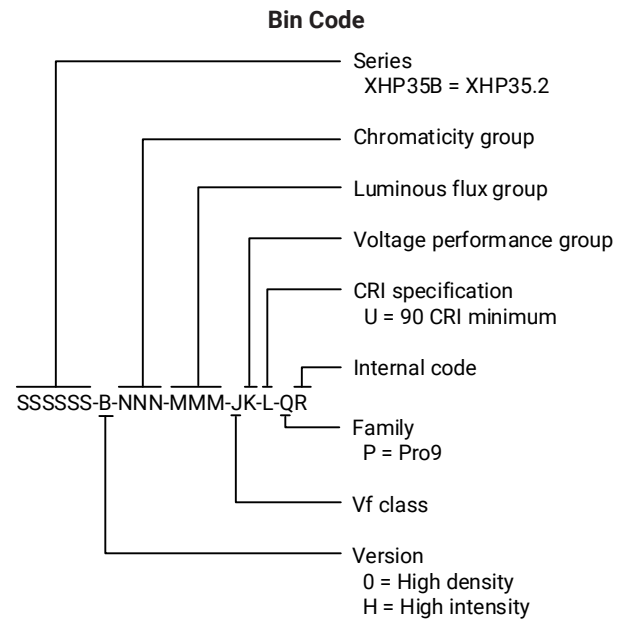 Bin Code
Series
XHP35B = XHP35.2
Chromaticity group
Luminous flux group
Voltage performance group
CRI specification
U = 90 CRI minimum
Internal code
SSSSSS-B-NNN-MMM-JK-L-QR
Family
P = Pro9
Vf class
Version
0 = High density
H = High intensity